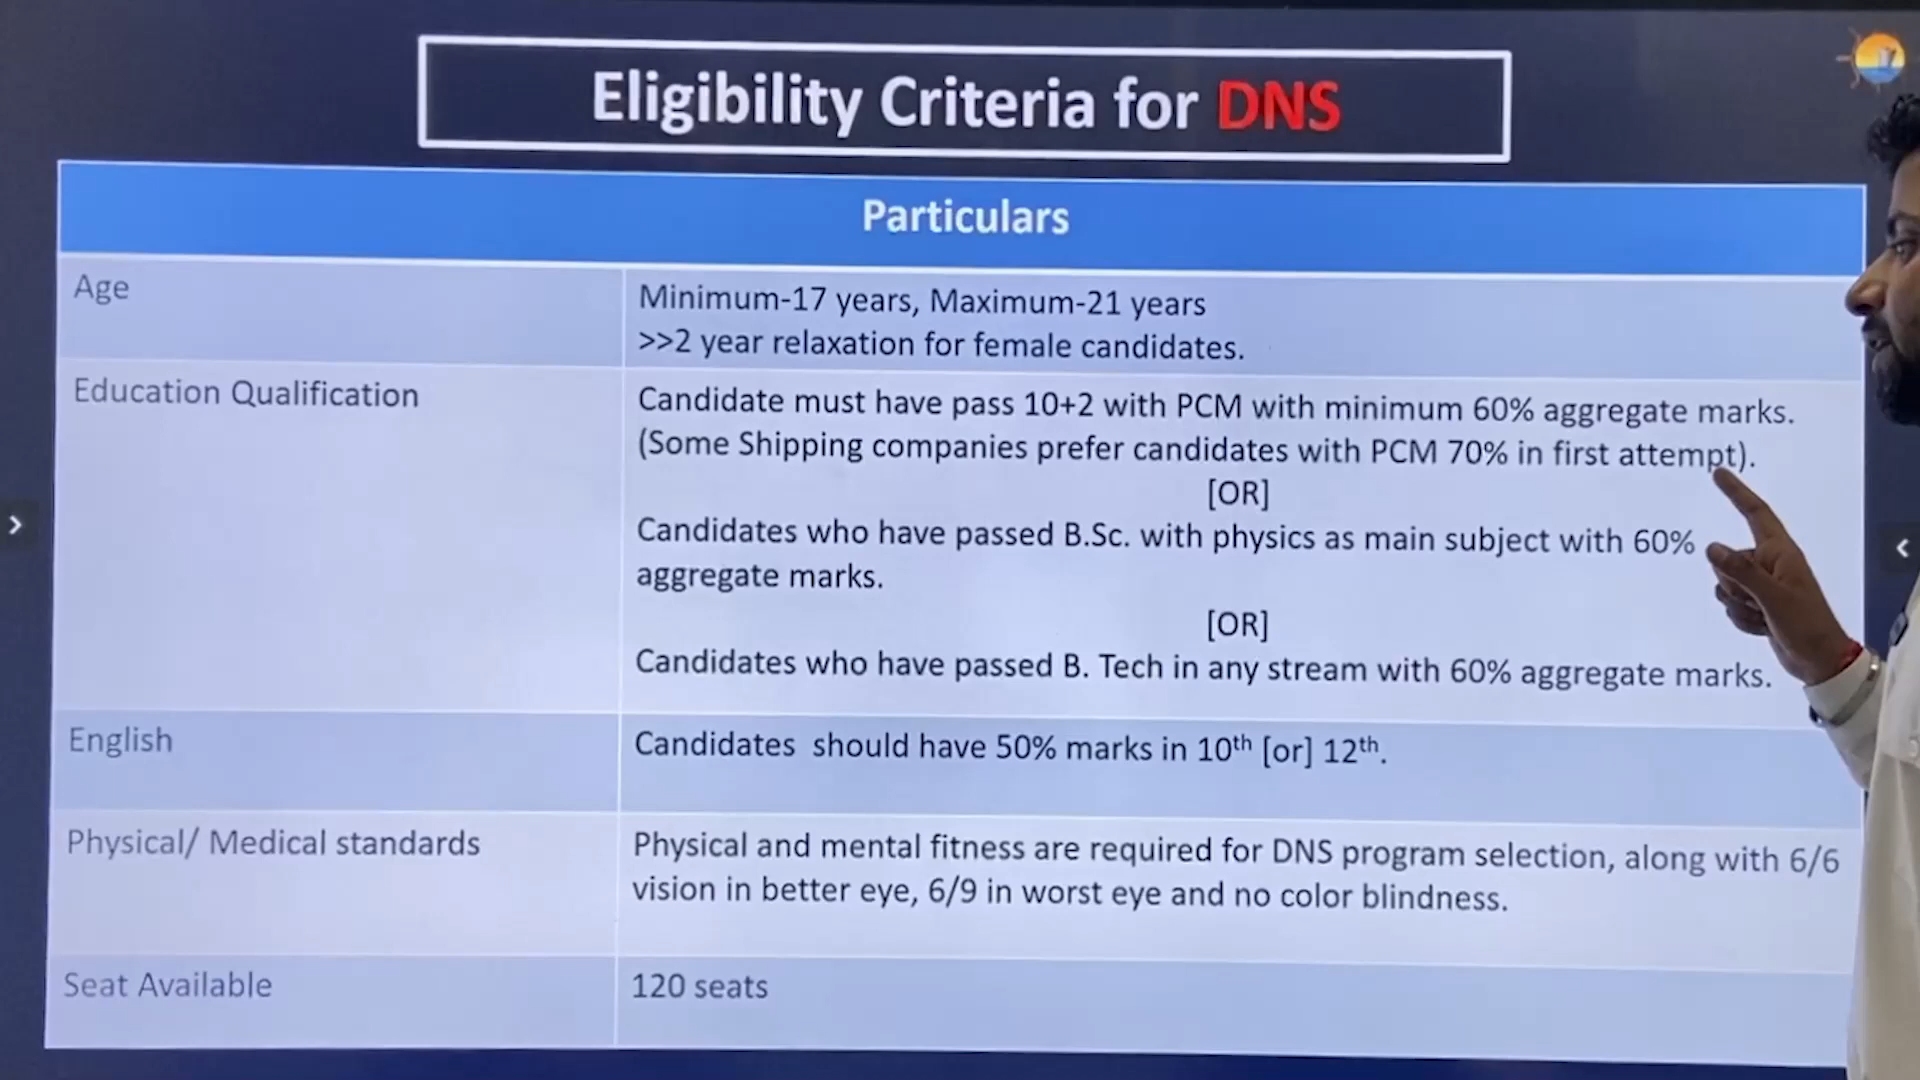 Eligibility Criteria for DNS
Particulars
Age
Minimum-17 years, Maximum-21 years
>>2 year relaxation for female candidates.
Education Qualification
Candidate must have pass 10+2 with PCM with minimum 60% aggregate marks.
(Some Shipping companies prefer candidates with PCM 70% in first attempt).
[OR]
Candidates who have passed B.Sc. with physics as main subject with 60%
aggregate marks.
[OR]
Candidates who have passed B. Tech in any stream with 60% aggregate marks.
English
Candidates should have 50% marks in 10th [or] 12th.
Physical/ Medical standards
Physical and mental fitness are required for DNS program selection, along with 6/6
vision in better eye, 6/9 in worst eye and no color blindness.
Seat Available
120 seats